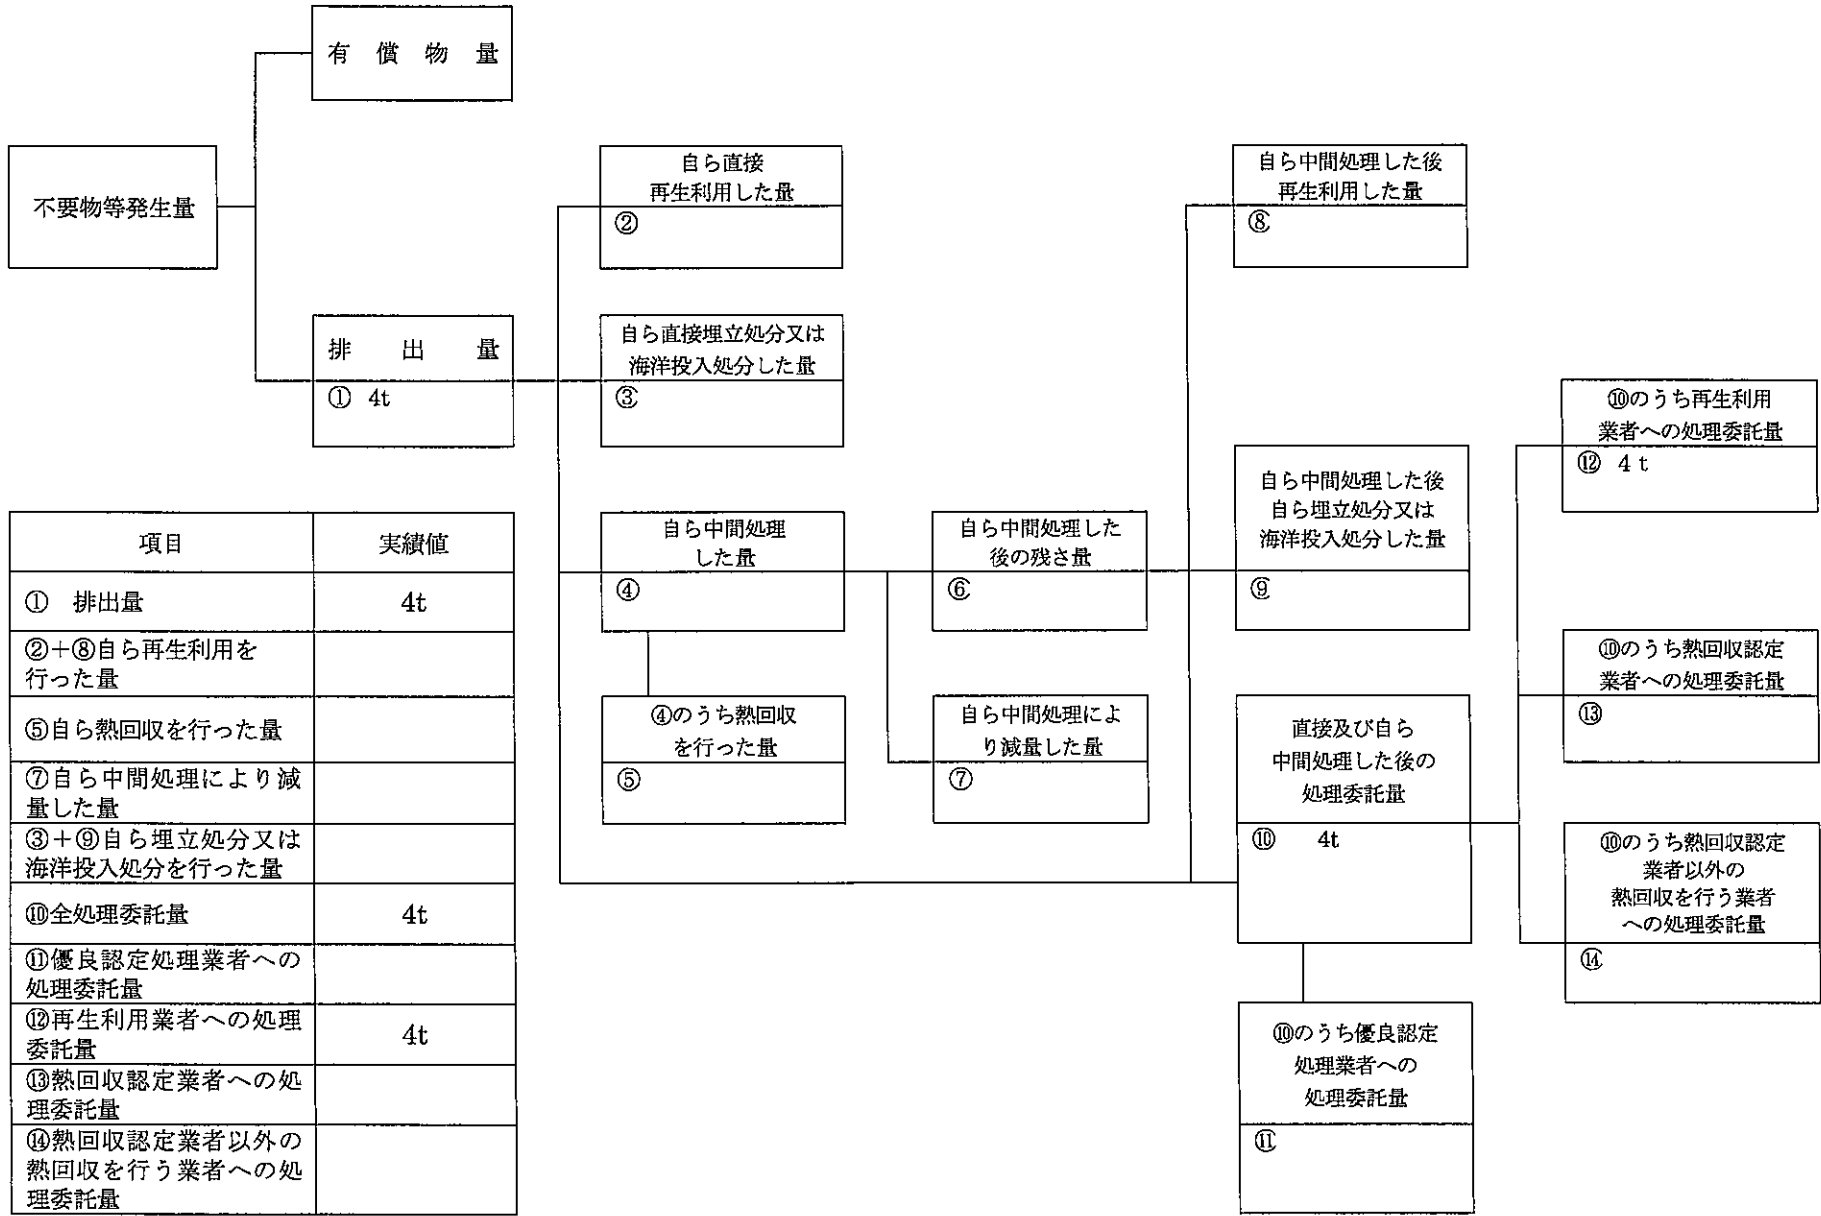 有償物量
不要物等発生量
排出量
① 4t
自ら直接
再生利用した量
②
自ら直接埋立処分又は
海洋投入処分した量
③
自ら中間処理
した量
④
④のうち熱回収
を行った量
⑤
自ら中間処理した
後の残さ量
⑥
自ら中間処理によ
り減量した量
⑦
自ら中間処理した後
再生利用した量
⑧
自ら中間処理した後
自ら埋立処分又は
海洋投入処分した量
⑨
直接及び自ら
中間処理した後の
処理委託量
⑩ 4t
⑩のうち優良認定
処理業者への
処理委託量
⑪
⑩のうち再生利用
業者への処理委託量
⑫ 4 t
⑩のうち熱回収認定
業者への処理委託量
⑬
⑩のうち熱回収認定
業者以外の
熱回収を行う業者
への処理委託量
⑭
項目 実績値
① 排出量 4t
②+⑧自ら再生利用を
行った量
⑤自ら熱回収を行った量
⑦自ら中間処理により減
量した量
③+⑨自ら埋立処分又は
海洋投入処分を行った量
⑩全処理委託量 4t
⑪優良認定処理業者への
処理委託量
⑫再生利用業者への処理
委託量 4t
⑬熱回収認定業者への処
理委託量
⑭熱回収認定業者以外の
熱回収を行う業者への処
理委託量